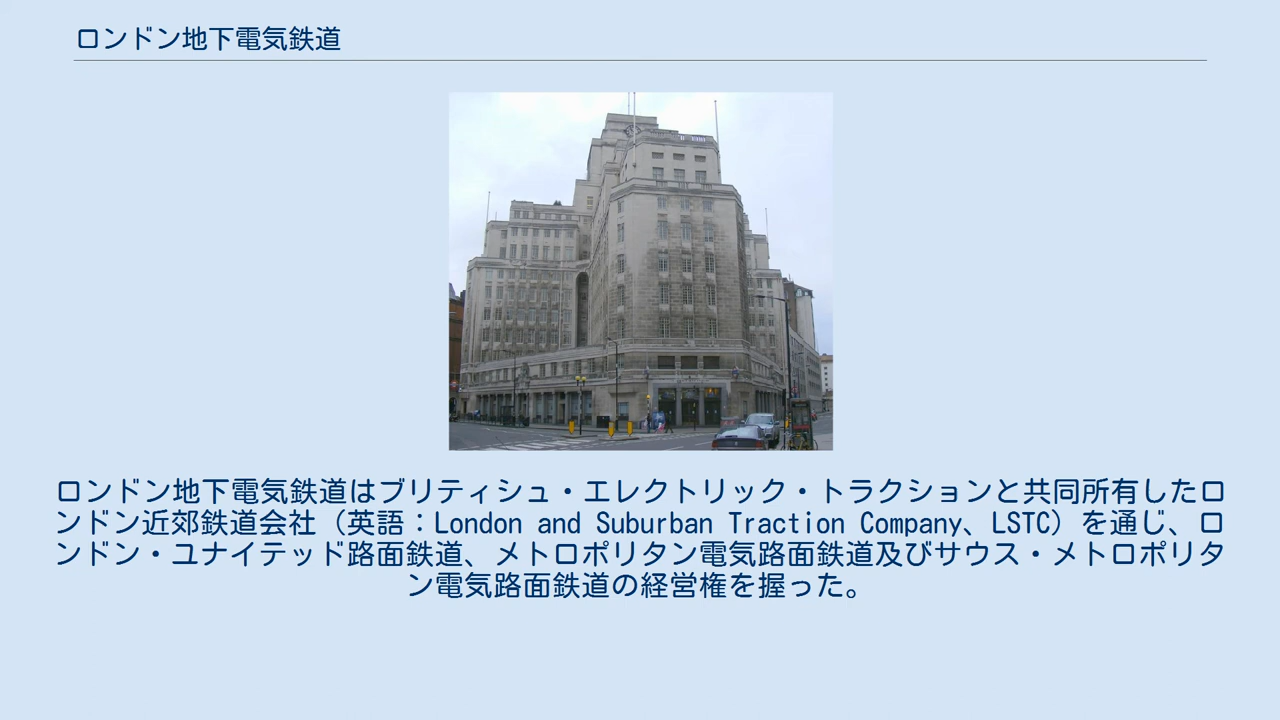 ロンドン地下電気鉄道
ロンドン地下電気鉄道はブリティシュ・エレクトリック・トラクションと共同所有したロ
ンドン近郊鉄道会社（英語：London and Suburban Traction Company、LSTC）を通じ、ロ
ンドン・ユナイテッド路面鉄道、メトロポリタン電気路面鉄道及びサウス・メトロポリタ
ン電気路面鉄道の経営権を握った。